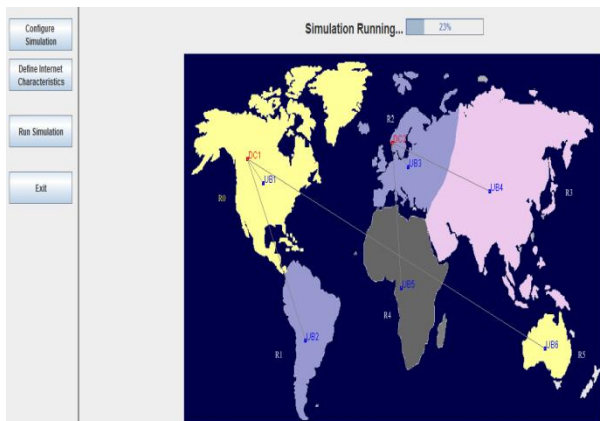 Configure
Simulation
Define Internet
Characteristics
Run Simulation
Exit
Simulation Running... 23%
R2
DC2
DC1
UB3
UB1
UB4
R0
R3
UB5
R4
UB2
UB6
R1
R5